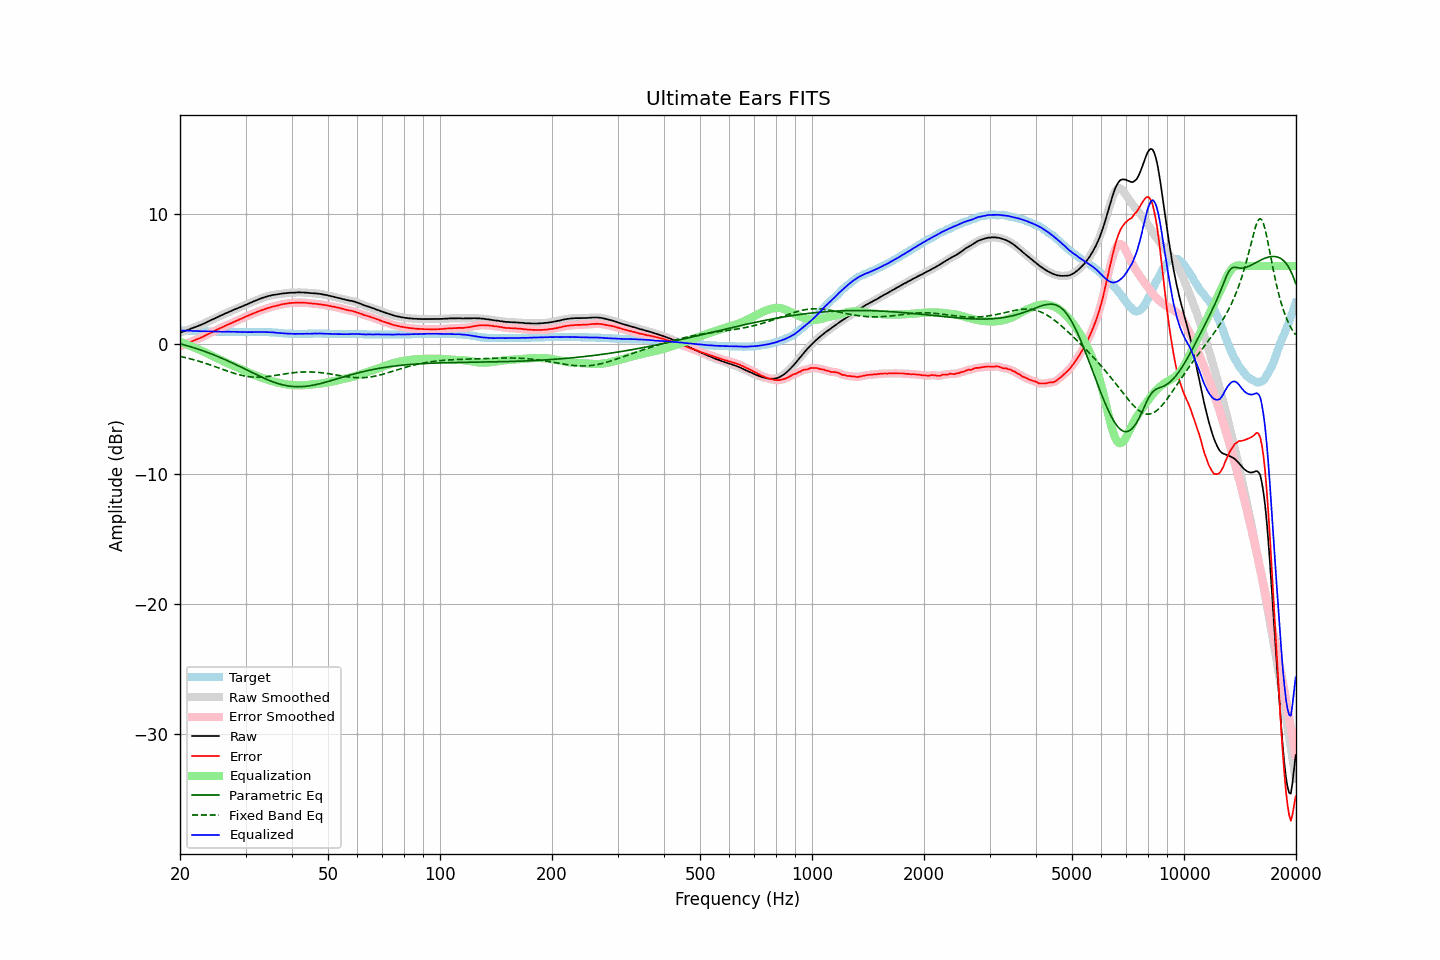 Ultimate Ears FITS
Amplitude (dBr)
10
0
−10
−20
−30
Target
Raw Smoothed
Error Smoothed
Raw
Error
Equalization
Parametric Eq
Fixed Band Eq
Equalized
20 50 100 200 500 1000 2000 5000 10000 20000
Frequency (Hz)